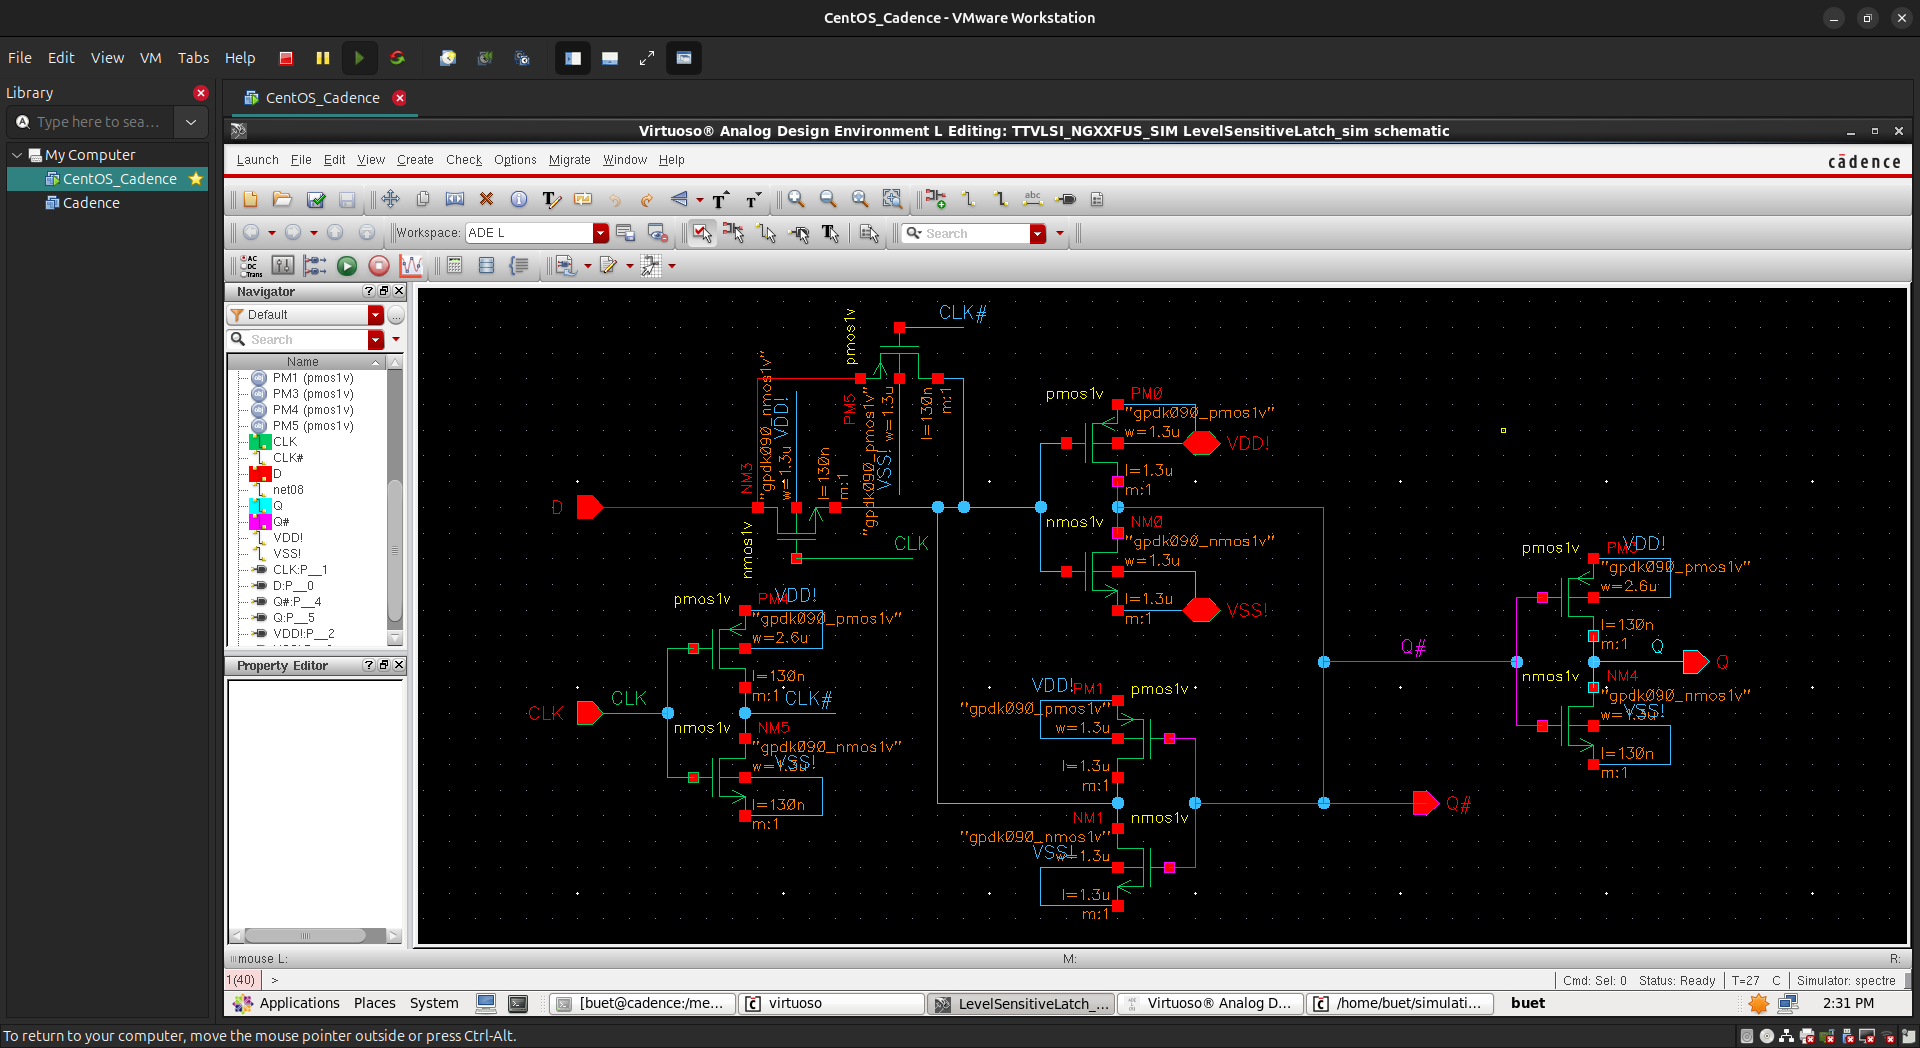 CentOS_Cadence - VMware Workstation
File Edit View VM Tabs Help
Library
Type here to sea...
My Computer
CentOS_Cadence
Cadence
CentOS_Cadence
Virtuoso® Analog Design Environment L Editing: TTVLSI_NGXXFUS_SIM LevelSensitiveLatch_sim schematic
Launch File Edit View Create Check Options Migrate Window Help
cādence
Workspace: ADE L
Search
AC
DC
Trans
Navigator
Default
Search
Name
PM1 (pmos1v)
PM3 (pmos1v)
PM4 (pmos1v)
PM5 (pmos1v)
CLK
CLK#
D
net08
Q
Q#
VDD!
VSS!
CLK:P__1
D:P__0
Q#:P__4
Q:P__5
VDD!:P__2
Property Editor
CLK#
pmos1v
PM5
"gpdk090_pmos1v"
w=1.3u
l=130n
m:1
VSS!
NM3
nmos1v
"gpdk090_nmos1v"
VDD!
w=1.3u
l=130n
m:1
D
CLK
pmos1v
PM0
"gpdk090_pmos1v"
w=1.3u
VDD!
l=1.3u
m:1
nmos1v
NM0
"gpdk090_nmos1v"
w=1.3u
l=1.3u
VSS!
m:1
pmos1v
PM4
VDD!
"gpdk090_pmos1v"
w=2.6u
l=130n
m:1
CLK#
CLK
CLK
nmos1v
NM5
"gpdk090_nmos1v"
w=1.3u
VSS!
l=130n
m:1
VDD!
PM1
pmos1v
"gpdk090_pmos1v"
w=1.3u
l=1.3u
m:1
NM1
nmos1v
"gpdk090_nmos1v"
VSS!
w=1.3u
l=1.3u
m:1
Q#
Q#
pmos1v
PM3
VDD!
"gpdk090_pmos1v"
w=2.6u
l=130n
m:1
Q
Q
nmos1v
NM4
"gpdk090_nmos1v"
w=1.3u
VSS!
l=130n
m:1
mouse L: M: R:
1(40) >
Cmd: Sel: 0 Status: Ready T=27 C Simulator: spectre
Applications Places System
[buet@cadence:/me...
virtuoso
LevelSensitiveLatch_...
Virtuoso® Analog D...
/home/buet/simulati...
buet
2:31 PM
To return to your computer, move the mouse pointer outside or press Ctrl-Alt.